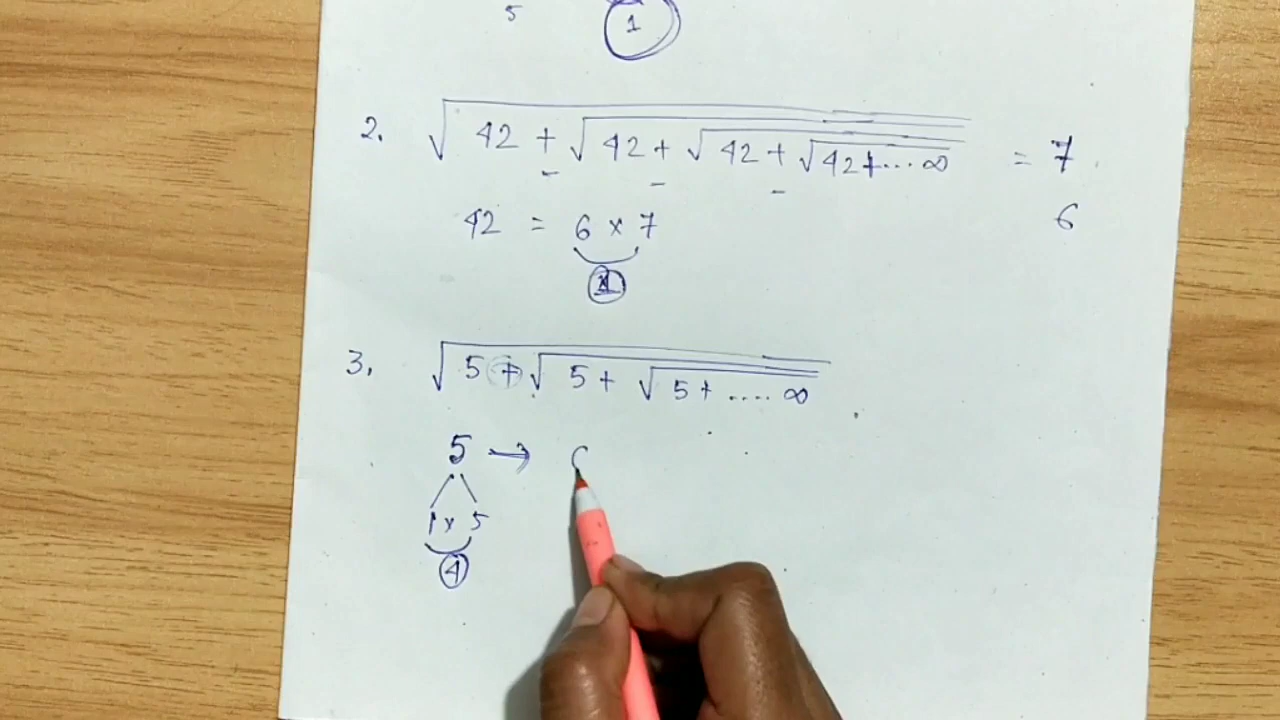 5 1
2. √42 + √42 + √42 + √42+...∞ = 7
42 = 6 x 7 6
1
3. √5 + √5 + √5 + ....∞
5 →
1 x 5
4